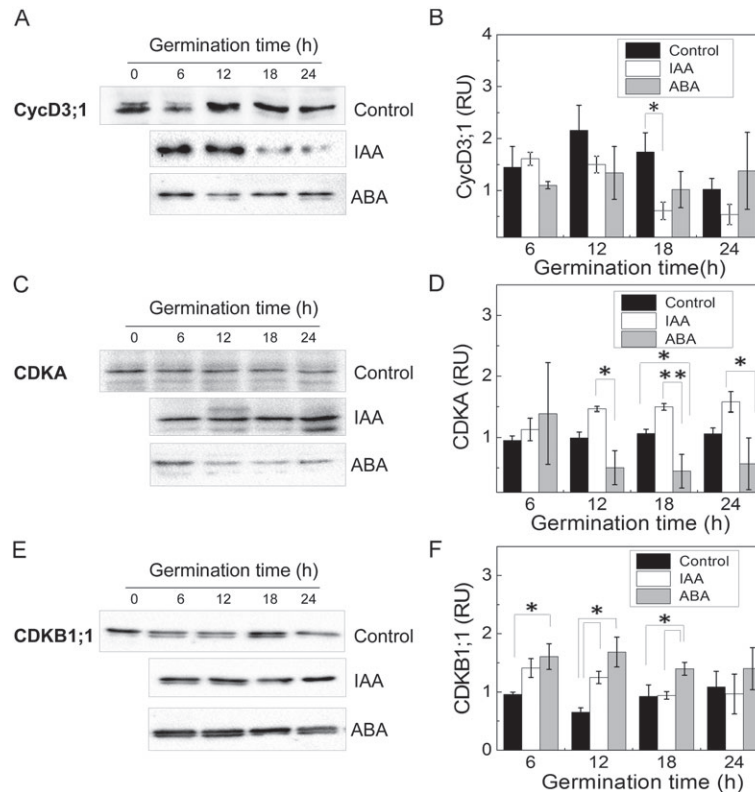 A
Germination time (h)
0 6 12 18 24
CycD3;1
Control
IAA
ABA
B
CycD3;1 (RU)
4
3
2
1
Control
IAA
ABA
*
6 12 18 24
Germination time(h)
C
Germination time (h)
0 6 12 18 24
CDKA
Control
IAA
ABA
D
CDKA (RU)
3
2
1
0
Control
IAA
ABA
* * ** *
6 12 18 24
Germination time (h)
E
Germination time (h)
0 6 12 18 24
CDKB1;1
Control
IAA
ABA
F
CDKB1;1 (RU)
3
2
1
0
Control
IAA
ABA
* * *
6 12 18 24
Germination time (h)